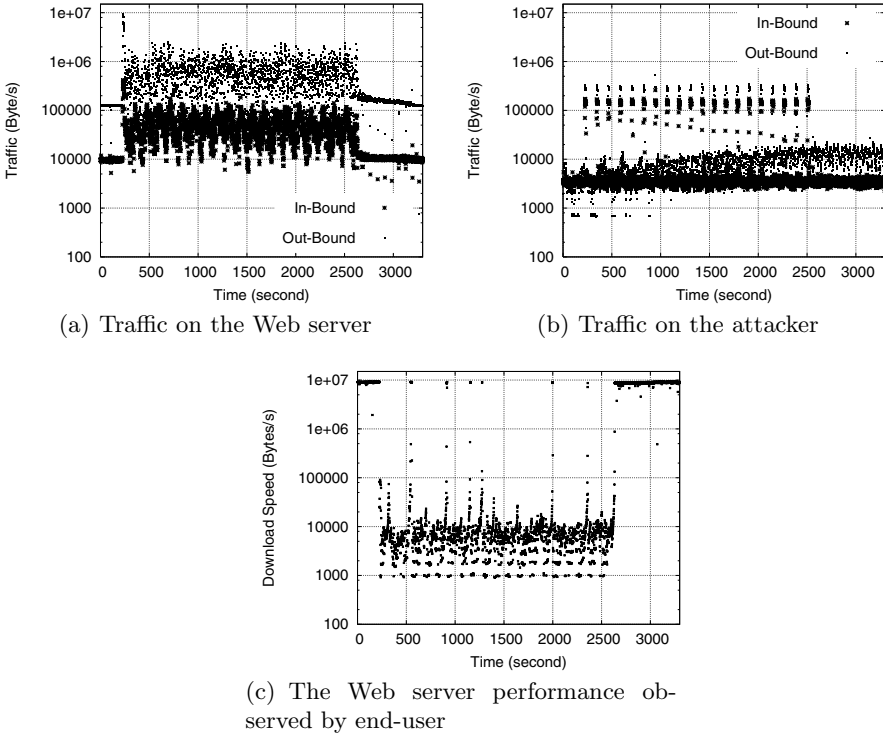 1e+07
1e+06
100000
10000
1000
100
Traffic (Byte/s)
In-Bound
Out-Bound
0 500 1000 1500 2000 2500 3000
Time (second)
(a) Traffic on the Web server
1e+07
1e+06
100000
10000
1000
100
Traffic (Byte/s)
In-Bound
Out-Bound
0 500 1000 1500 2000 2500 3000
Time (second)
(b) Traffic on the attacker
1e+07
1e+06
100000
10000
1000
100
Download Speed (Bytes/s)
0 500 1000 1500 2000 2500 3000
Time (second)
(c) The Web server performance ob-
served by end-user